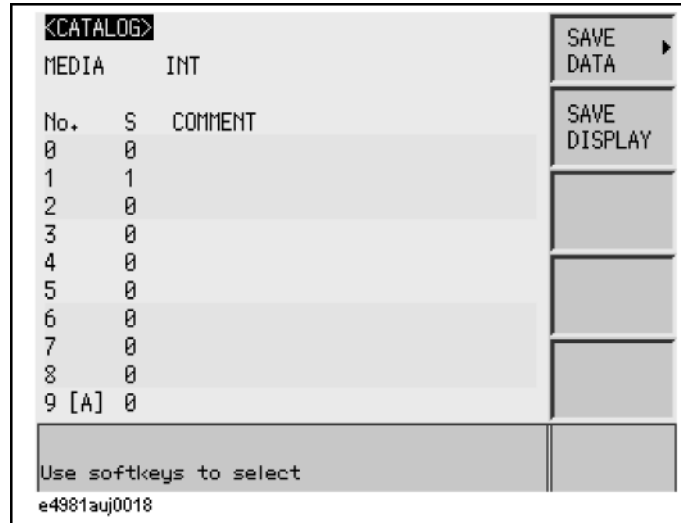 <CATALOG>
MEDIA INT
No. S COMMENT
0 0
1 1
2 0
3 0
4 0
5 0
6 0
7 0
8 0
9 [A] 0
SAVE
DATA
SAVE
DISPLAY
Use softkeys to select
e4981auj0018